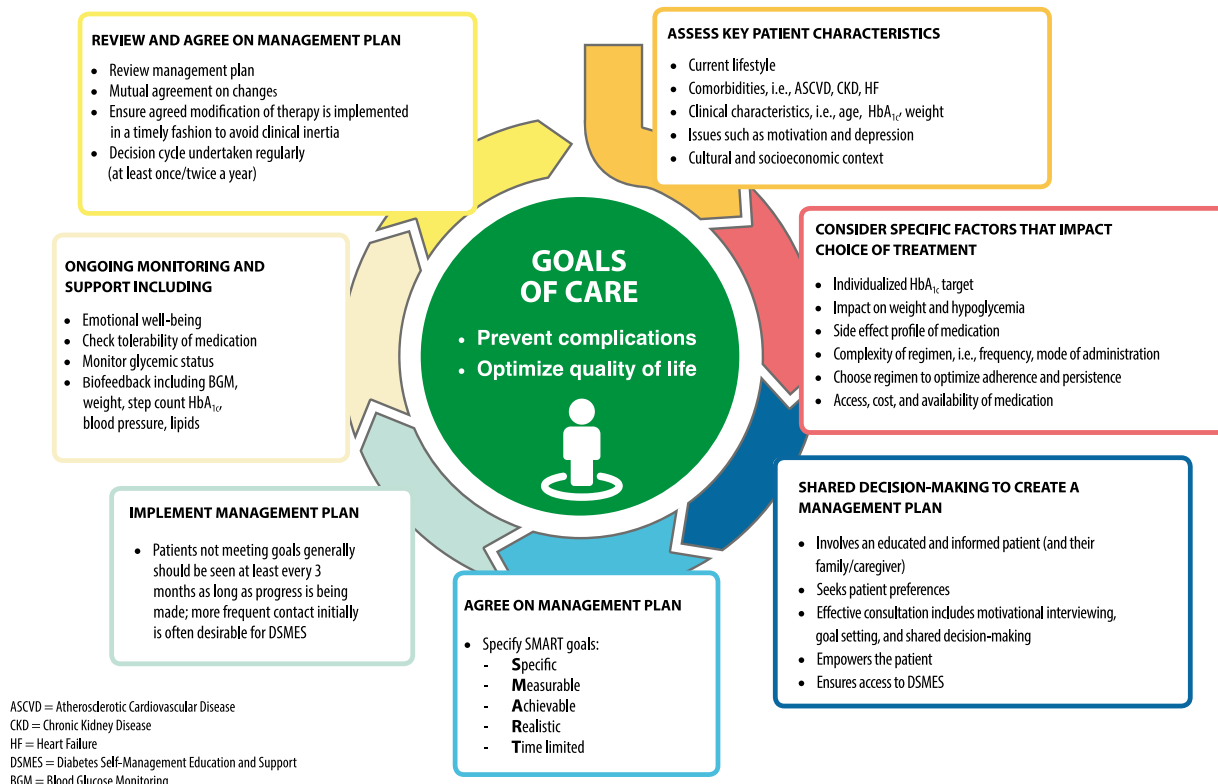 REVIEW AND AGREE ON MANAGEMENT PLAN
• Review management plan
• Mutual agreement on changes
• Ensure agreed modification of therapy is implemented
in a timely fashion to avoid clinical inertia
• Decision cycle undertaken regularly
(at least once/twice a year)
ASSESS KEY PATIENT CHARACTERISTICS
• Current lifestyle
• Comorbidities, i.e., ASCVD, CKD, HF
• Clinical characteristics, i.e., age, HbA1c, weight
• Issues such as motivation and depression
• Cultural and socioeconomic context
CONSIDER SPECIFIC FACTORS THAT IMPACT
CHOICE OF TREATMENT
• Individualized HbA1c target
• Impact on weight and hypoglycemia
• Side effect profile of medication
• Complexity of regimen, i.e., frequency, mode of administration
• Choose regimen to optimize adherence and persistence
• Access, cost, and availability of medication
SHARED DECISION-MAKING TO CREATE A
MANAGEMENT PLAN
• Involves an educated and informed patient (and their
family/caregiver)
• Seeks patient preferences
• Effective consultation includes motivational interviewing,
goal setting, and shared decision-making
• Empowers the patient
• Ensures access to DSMES
AGREE ON MANAGEMENT PLAN
• Specify SMART goals:
- Specific
- Measurable
- Achievable
- Realistic
- Time limited
IMPLEMENT MANAGEMENT PLAN
• Patients not meeting goals generally
should be seen at least every 3
months as long as progress is being
made; more frequent contact initially
is often desirable for DSMES
ONGOING MONITORING AND
SUPPORT INCLUDING
• Emotional well-being
• Check tolerability of medication
• Monitor glycemic status
• Biofeedback including BGM,
weight, step count HbA1c,
blood pressure, lipids
GOALS
OF CARE
• Prevent complications
• Optimize quality of life
ASCVD = Atherosclerotic Cardiovascular Disease
CKD = Chronic Kidney Disease
HF = Heart Failure
DSMES = Diabetes Self-Management Education and Support
BGM = Blood Glucose Monitoring